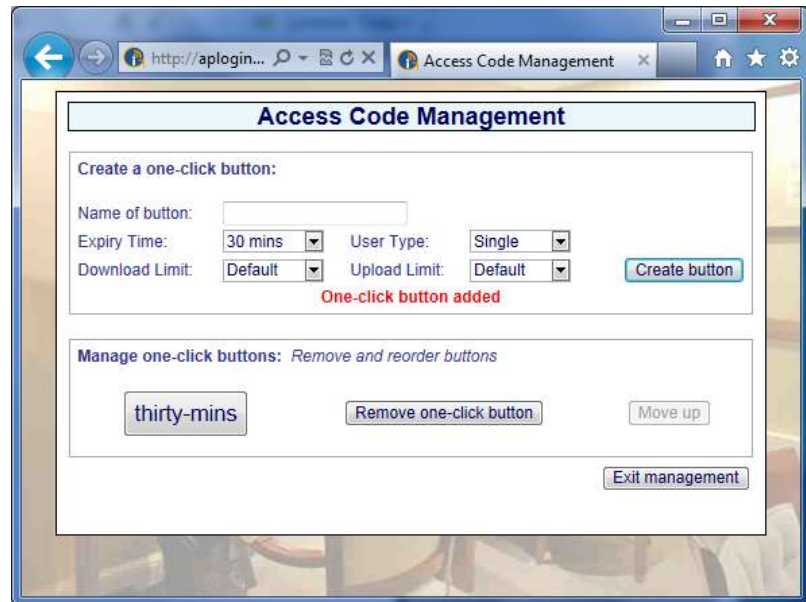 http://aplogin...
Access Code Management
Access Code Management
Create a one-click button:
Name of button:
Expiry Time: 30 mins User Type: Single
Download Limit: Default Upload Limit: Default Create button
One-click button added
Manage one-click buttons: Remove and reorder buttons
thirty-mins Remove one-click button Move up
Exit management